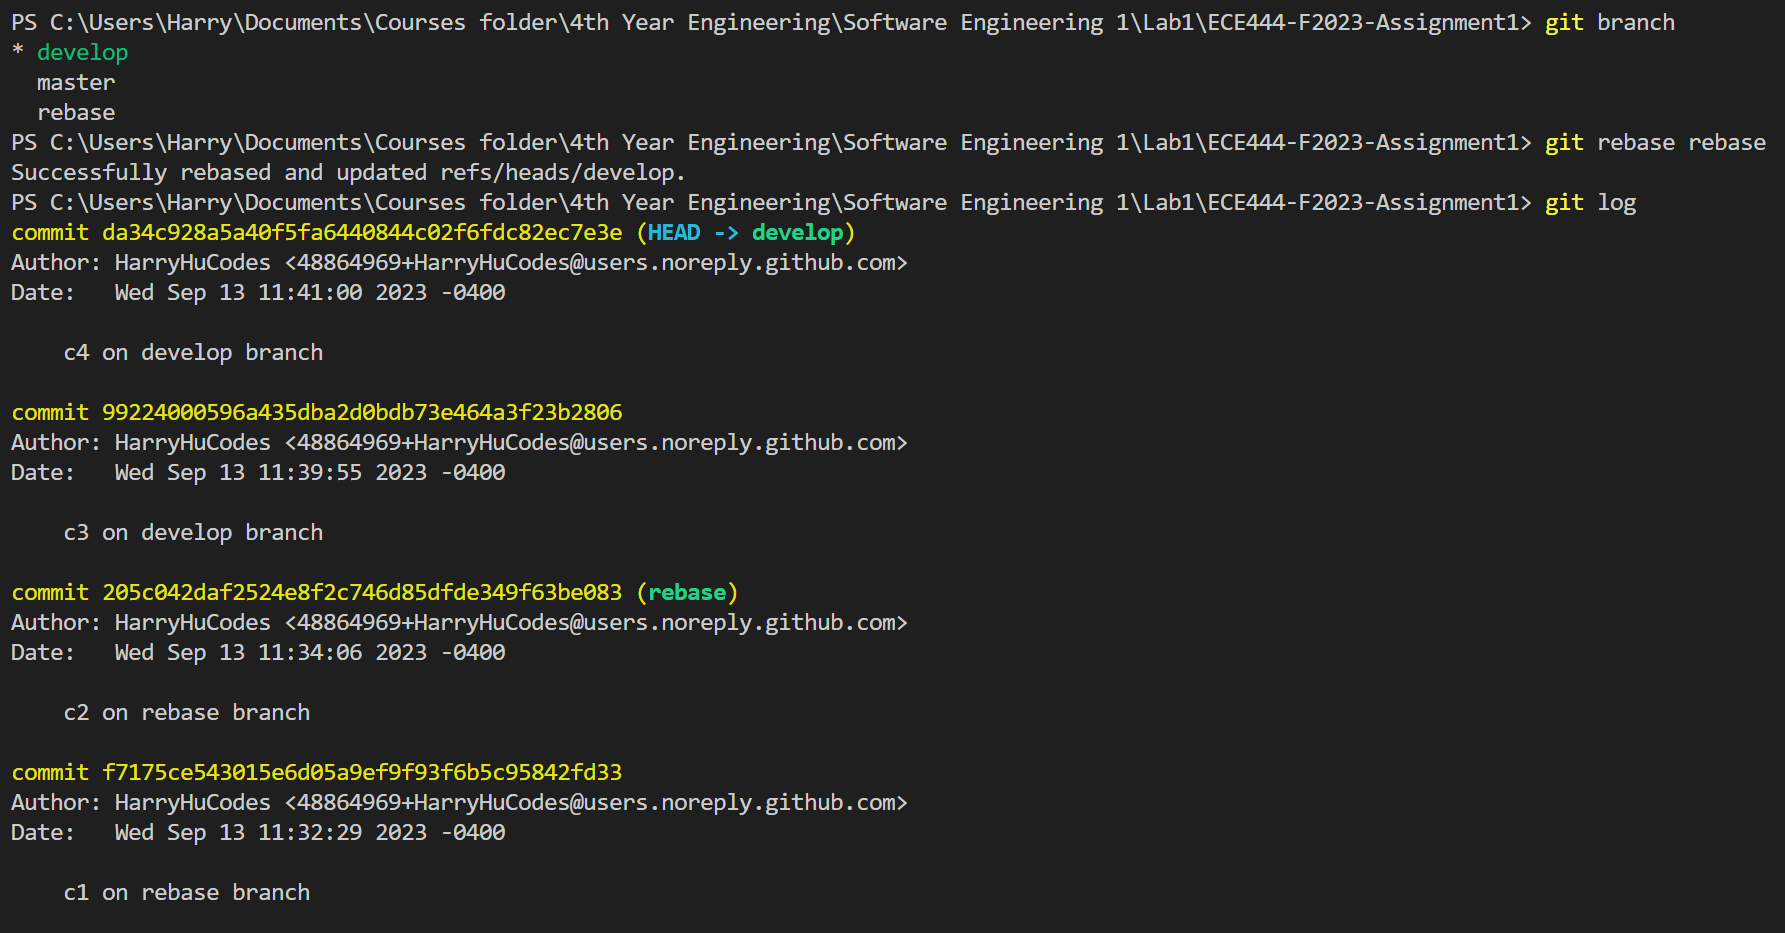 PS C:\Users\Harry\Documents\Courses folder\4th Year Engineering\Software Engineering 1\Lab1\ECE444-F2023-Assignment1> git branch
* develop
  master
  rebase
PS C:\Users\Harry\Documents\Courses folder\4th Year Engineering\Software Engineering 1\Lab1\ECE444-F2023-Assignment1> git rebase rebase
Successfully rebased and updated refs/heads/develop.
PS C:\Users\Harry\Documents\Courses folder\4th Year Engineering\Software Engineering 1\Lab1\ECE444-F2023-Assignment1> git log
commit da34c928a5a40f5fa6440844c02f6fdc82ec7e3e (HEAD -> develop)
Author: HarryHuCodes <48864969+HarryHuCodes@users.noreply.github.com>
Date:   Wed Sep 13 11:41:00 2023 -0400
    c4 on develop branch
commit 99224000596a435dba2d0bdb73e464a3f23b2806
Author: HarryHuCodes <48864969+HarryHuCodes@users.noreply.github.com>
Date:   Wed Sep 13 11:39:55 2023 -0400
    c3 on develop branch
commit 205c042daf2524e8f2c746d85dfde349f63be083 (rebase)
Author: HarryHuCodes <48864969+HarryHuCodes@users.noreply.github.com>
Date:   Wed Sep 13 11:34:06 2023 -0400
    c2 on rebase branch
commit f7175ce543015e6d05a9ef9f93f6b5c95842fd33
Author: HarryHuCodes <48864969+HarryHuCodes@users.noreply.github.com>
Date:   Wed Sep 13 11:32:29 2023 -0400
    c1 on rebase branch